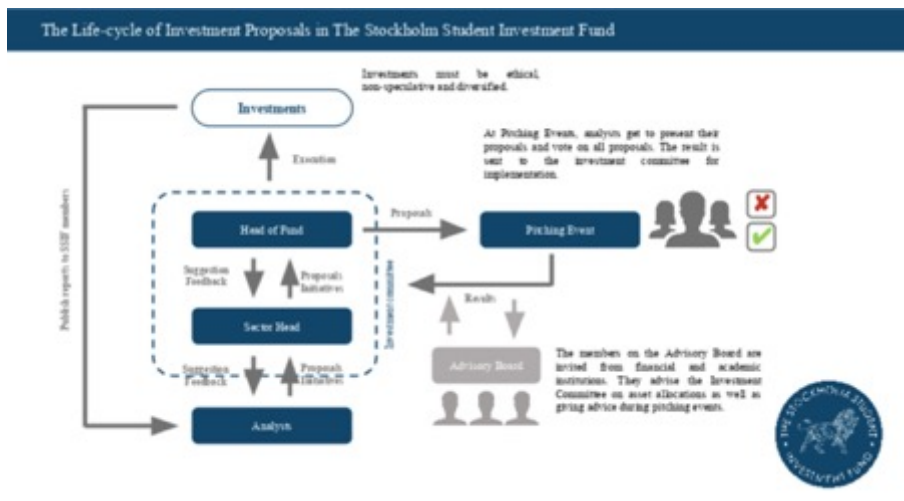 The Life-cycle of Investment Proposals in The Stockholm Student Investment Fund
Investments must be ethical,
non-speculative and diversified.
Investments
Execution
At Pitching Events, analysts get to present their
proposals and vote on all proposals. The result is
sent to the investment committee for
implementation.
Publish reports to SSIF members
Head of Fund
Proposals
Pitching Event
Suggestion
Feedback
Proposals
Initiatives
Investment committee
Results
Sector Head
Suggestion
Feedback
Proposals
Initiatives
Advisory Board
The members on the Advisory Board are
invited from financial and academic
institutions. They advise the Investment
Committee on asset allocations as well as
giving advice during pitching events.
Analysts
THE STOCKHOLM STUDENT
INVESTMENT FUND